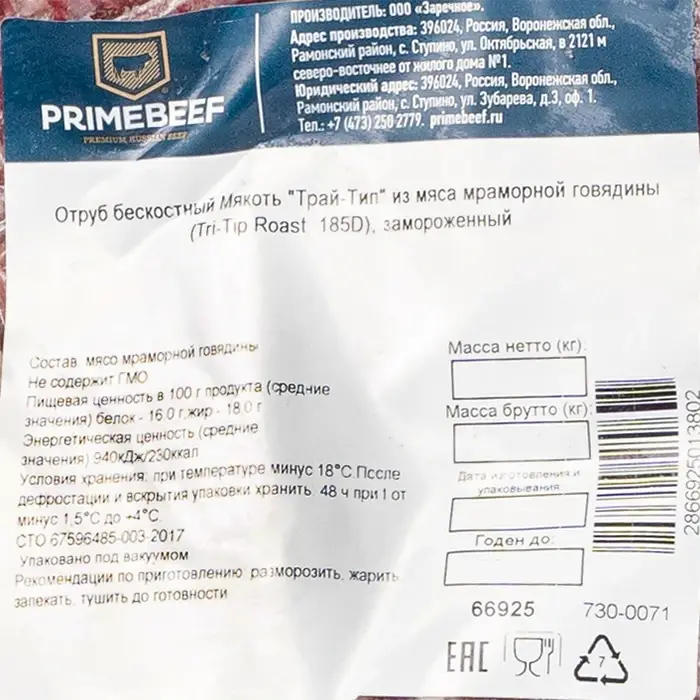 PRIMEBEEF
PREMIUM RUSSIAN BEEF
ПРОИЗВОДИТЕЛЬ: ООО «Заречное».
Адрес производства: 396024, Россия, Воронежская обл.,
Рамонский район, с. Ступино, ул. Октябрьская, в 2121 м
северо-восточнее от жилого дома №1.
Юридический адрес: 396024, Россия, Воронежская обл.,
Рамонский район, с. Ступино, ул. Зубарева, д.3, оф. 1.
Тел.: +7 (473) 250 2779. primebeef.ru
Отруб бескостный Мякоть "Трай-Тип" из мяса мраморной говядины
(Tri-Tip Roast 185D), замороженный
Состав мясо мраморной говядины
Не содержит ГМО
Пищевая ценность в 100 г продукта (средние
значения) белок - 16.0 г,жир - 18.0 г
Энергетическая ценность (средние
значения) 940кДж/230ккал
Условия хранения: при температуре минус 18°С.Пссле
дефростации и вскрытия упаковки хранить 48 ч при t от
минус 1,5°С до +4°С.
СТО 67596485-003-2017
Упаковано под вакуумом
Рекомендации по приготовлению разморозить, жарить
запекать, тушить до готовности
Масса нетто (кг):
Масса брутто (кг):
Дата изготовления и
упаковывания
Годен до:
66925 730-0071
EAC
7